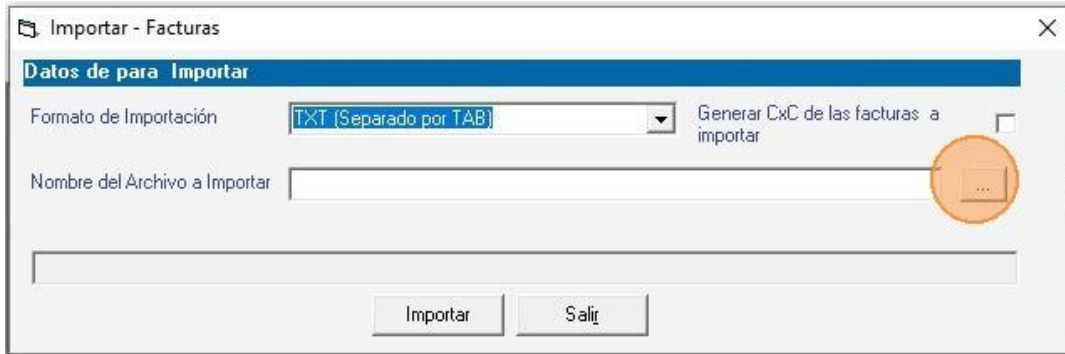 Importar - Facturas
Datos de para Importar
Formato de Importación
TXT (Separado por TAB)
Generar CxC de las facturas a
importar
Nombre del Archivo a Importar
...
Importar
Salir